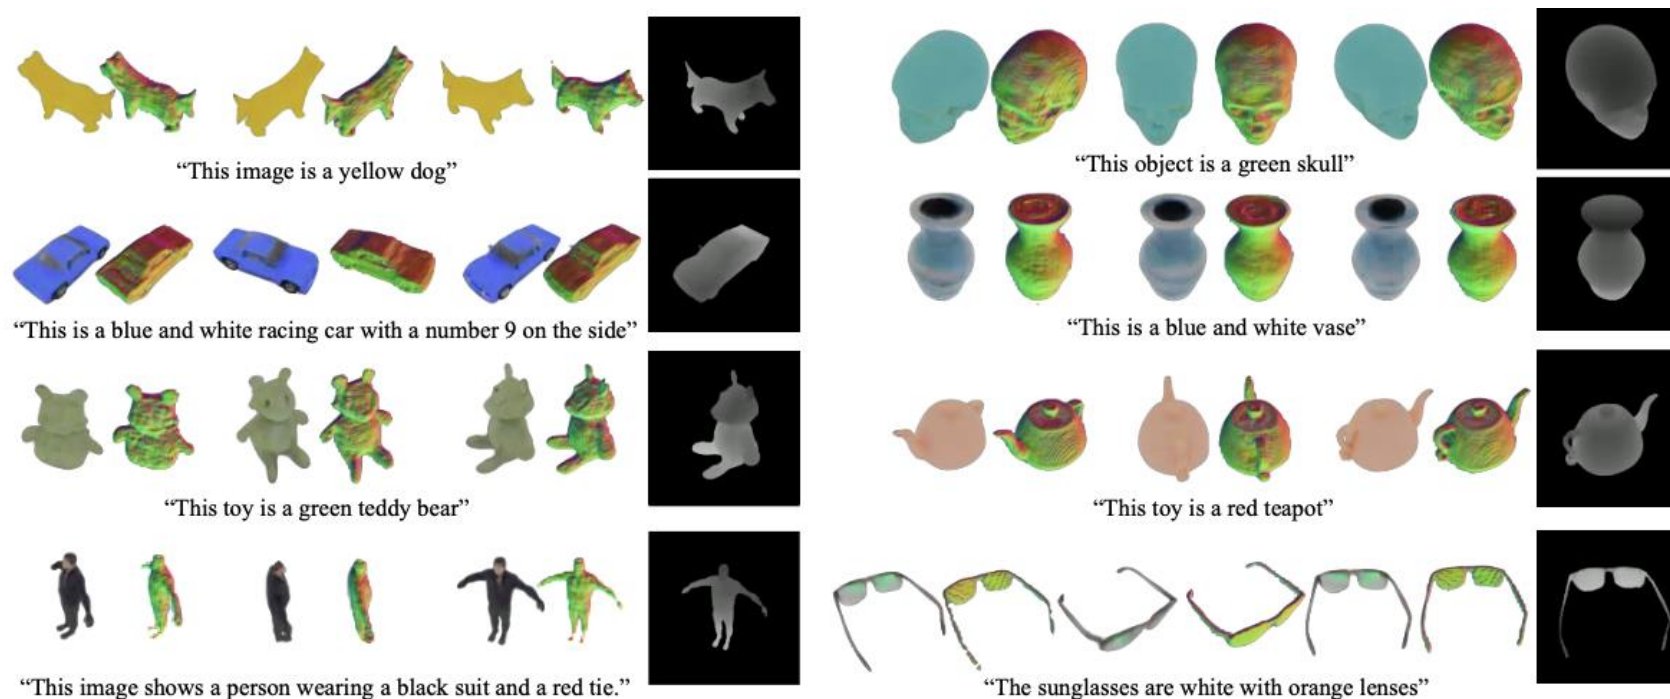 “This image is a yellow dog”
“This object is a green skull”
“This is a blue and white racing car with a number 9 on the side”
“This is a blue and white vase”
“This toy is a green teddy bear”
“This toy is a red teapot”
“This image shows a person wearing a black suit and a red tie.”
“The sunglasses are white with orange lenses”